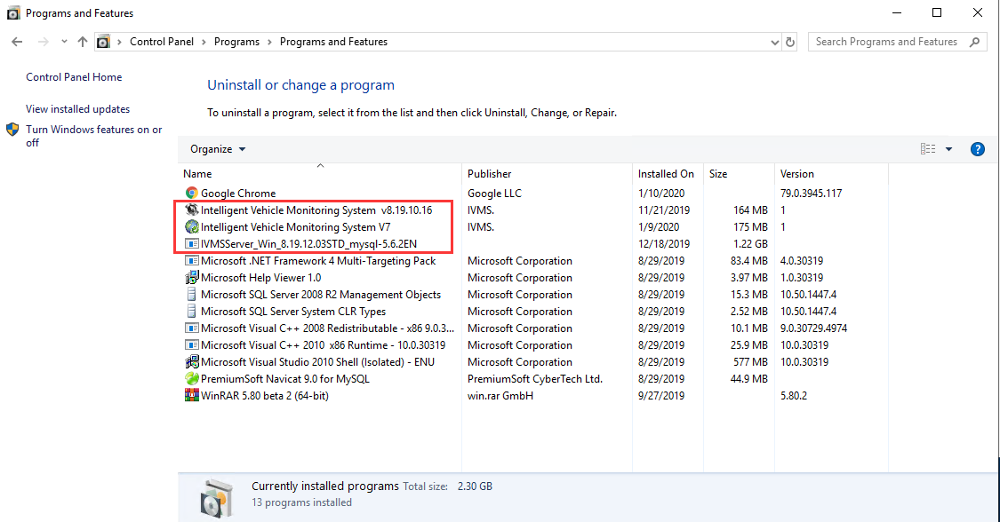 Programs and Features
Control Panel > Programs > Programs and Features
Search Programs and Features
Control Panel Home
View installed updates
Turn Windows features on or
off
Uninstall or change a program
To uninstall a program, select it from the list and then click Uninstall, Change, or Repair.
Organize
Name Publisher Installed On Size Version
Google Chrome Google LLC 1/10/2020 79.0.3945.117
Intelligent Vehicle Monitoring System v8.19.10.16 IVMS. 11/21/2019 164 MB 1
Intelligent Vehicle Monitoring System V7 IVMS. 1/9/2020 175 MB 1
IVMSServer_Win_8.19.12.03STD_mysql-5.6.2EN 12/18/2019 1.22 GB
Microsoft .NET Framework 4 Multi-Targeting Pack Microsoft Corporation 8/29/2019 83.4 MB 4.0.30319
Microsoft Help Viewer 1.0 Microsoft Corporation 8/29/2019 3.97 MB 1.0.30319
Microsoft SQL Server 2008 R2 Management Objects Microsoft Corporation 8/29/2019 15.3 MB 10.50.1447.4
Microsoft SQL Server System CLR Types Microsoft Corporation 8/29/2019 2.52 MB 10.50.1447.4
Microsoft Visual C++ 2008 Redistributable - x86 9.0.3... Microsoft Corporation 8/29/2019 10.1 MB 9.0.30729.4974
Microsoft Visual C++ 2010 x86 Runtime - 10.0.30319 Microsoft Corporation 8/29/2019 25.9 MB 10.0.30319
Microsoft Visual Studio 2010 Shell (Isolated) - ENU Microsoft Corporation 8/29/2019 577 MB 10.0.30319
PremiumSoft Navicat 9.0 for MySQL PremiumSoft CyberTech Ltd. 8/29/2019 44.9 MB
WinRAR 5.80 beta 2 (64-bit) win.rar GmbH 9/27/2019 5.80.2
Currently installed programs Total size: 2.30 GB
13 programs installed